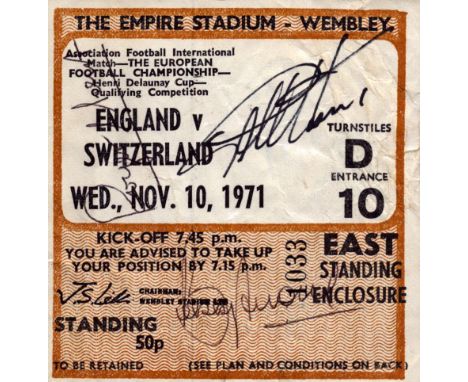 THE EMPIRE STADIUM - WEMBLEY
Association Football International
Match—THE EUROPEAN
FOOTBALL CHAMPIONSHIP—
Henri Delaunay Cup—
Qualifying Competition
ENGLAND v
SWITZERLAND
WED., NOV. 10, 1971
TURNSTILES
D
ENTRANCE
10
KICK-OFF 7.45 p.m.
YOU ARE ADVISED TO TAKE UP
YOUR POSITION BY 7.15 p.m.
CHAIRMAN:
WEMBLEY STADIUM LTD
1033
EAST
STANDING
ENCLOSURE
STANDING
50p
TO BE RETAINED
(SEE PLAN AND CONDITIONS ON BACK)